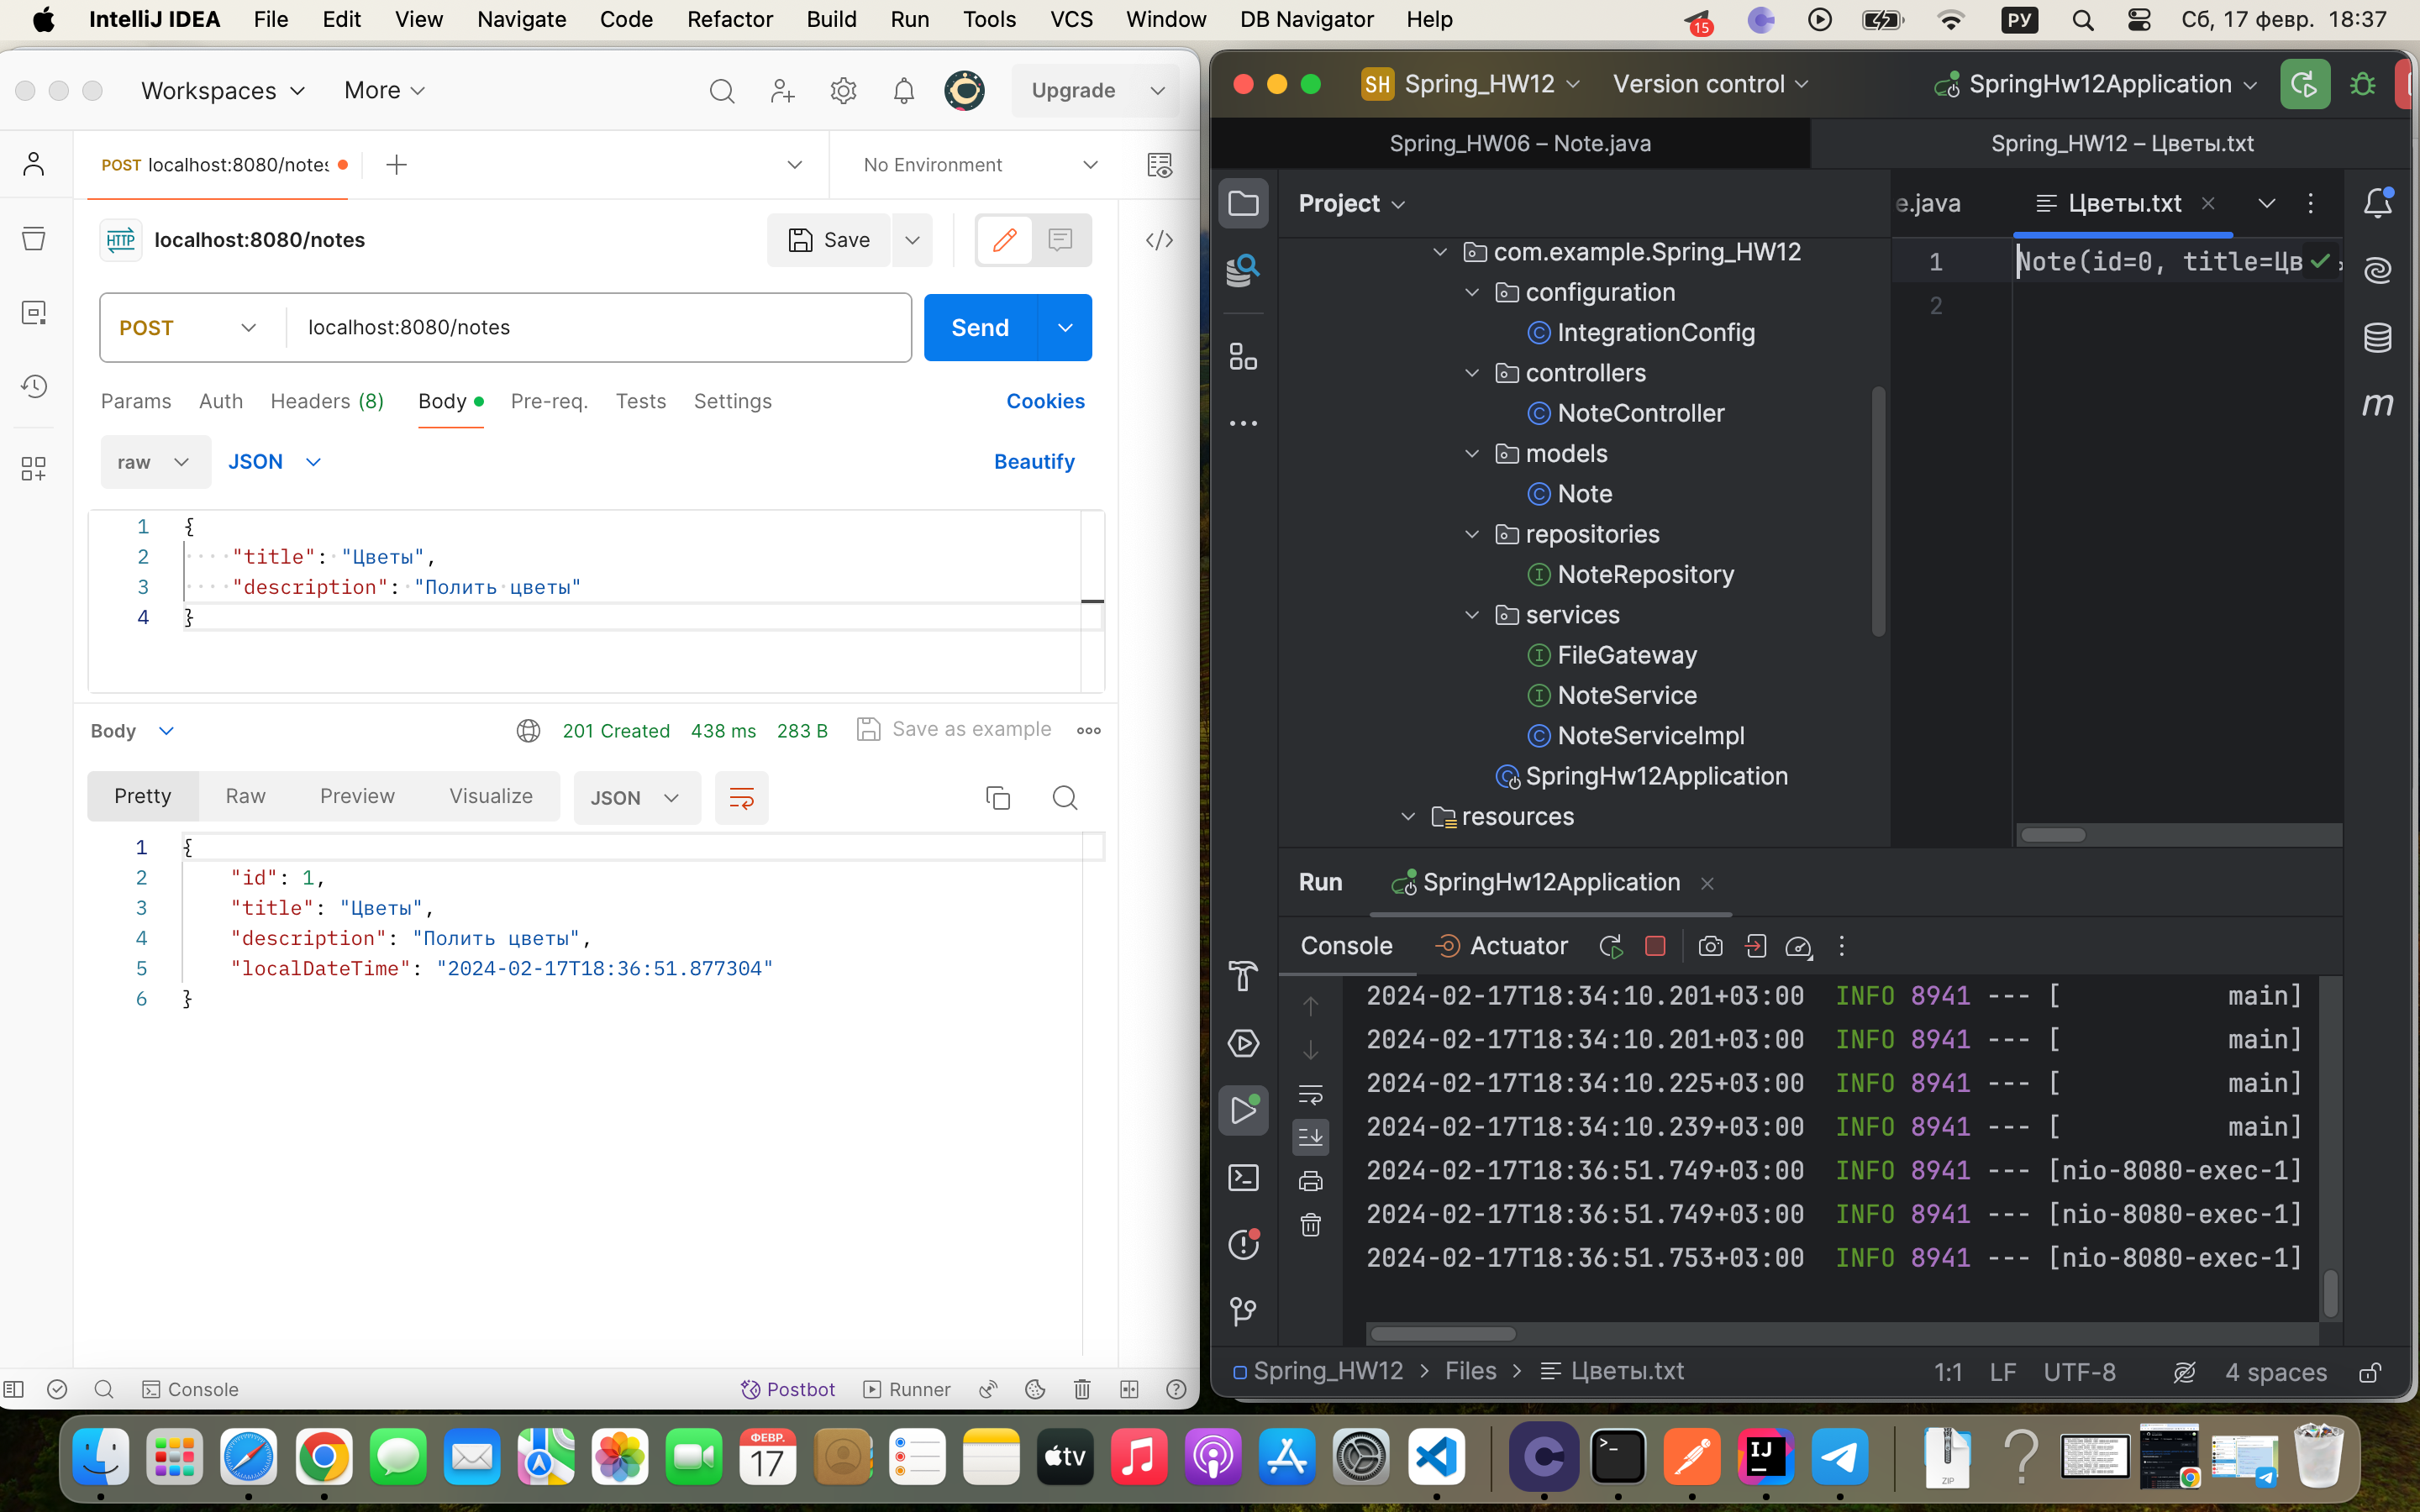 IntelliJ IDEA File Edit View Navigate Code Refactor Build Run Tools VCS Window DB Navigator Help 15 РУ Сб, 17 февр. 18:37
Workspaces More Upgrade
POST localhost:8080/notes No Environment
HTTP localhost:8080/notes Save
POST localhost:8080/notes Send
Params Auth Headers (8) Body Pre-req. Tests Settings Cookies
raw JSON Beautify
1 {
2 "title": "Цветы",
3 "description": "Полить цветы"
4 }
Body 201 Created 438 ms 283 B Save as example
Pretty Raw Preview Visualize JSON
1 {
2 "id": 1,
3 "title": "Цветы",
4 "description": "Полить цветы",
5 "localDateTime": "2024-02-17T18:36:51.877304"
6 }
Console Postbot Runner
SH Spring_HW12 Version control SpringHw12Application
Spring_HW06 – Note.java Spring_HW12 – Цветы.txt
Project e.java Цветы.txt
com.example.Spring_HW12
configuration
IntegrationConfig
controllers
NoteController
models
Note
repositories
NoteRepository
services
FileGateway
NoteService
NoteServiceImpl
SpringHw12Application
resources
1 Note(id=0, title=Цв
2
m
Run SpringHw12Application
Console Actuator
2024-02-17T18:34:10.201+03:00 INFO 8941 --- [ main]
2024-02-17T18:34:10.201+03:00 INFO 8941 --- [ main]
2024-02-17T18:34:10.225+03:00 INFO 8941 --- [ main]
2024-02-17T18:34:10.239+03:00 INFO 8941 --- [ main]
2024-02-17T18:36:51.749+03:00 INFO 8941 --- [nio-8080-exec-1]
2024-02-17T18:36:51.749+03:00 INFO 8941 --- [nio-8080-exec-1]
2024-02-17T18:36:51.753+03:00 INFO 8941 --- [nio-8080-exec-1]
Spring_HW12 > Files > Цветы.txt 1:1 LF UTF-8 4 spaces
ФЕВР.
17
tv
IJ
ZIP